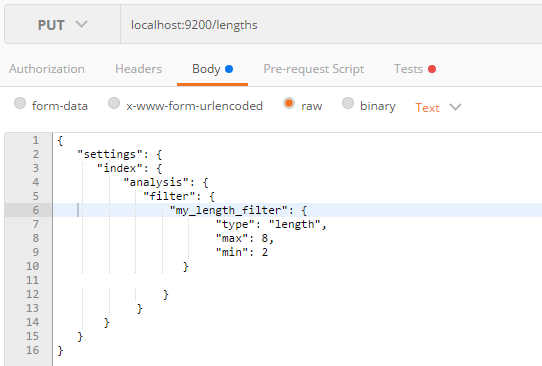 PUT localhost:9200/lengths
Authorization Headers Body Pre-request Script Tests
form-data x-www-form-urlencoded raw binary Text
1 {
2 "settings": {
3 "index": {
4 "analysis": {
5 "filter": {
6 "my_length_filter": {
7 "type": "length",
8 "max": 8,
9 "min": 2
10 }
11
12 }
13 }
14 }
15 }
16 }